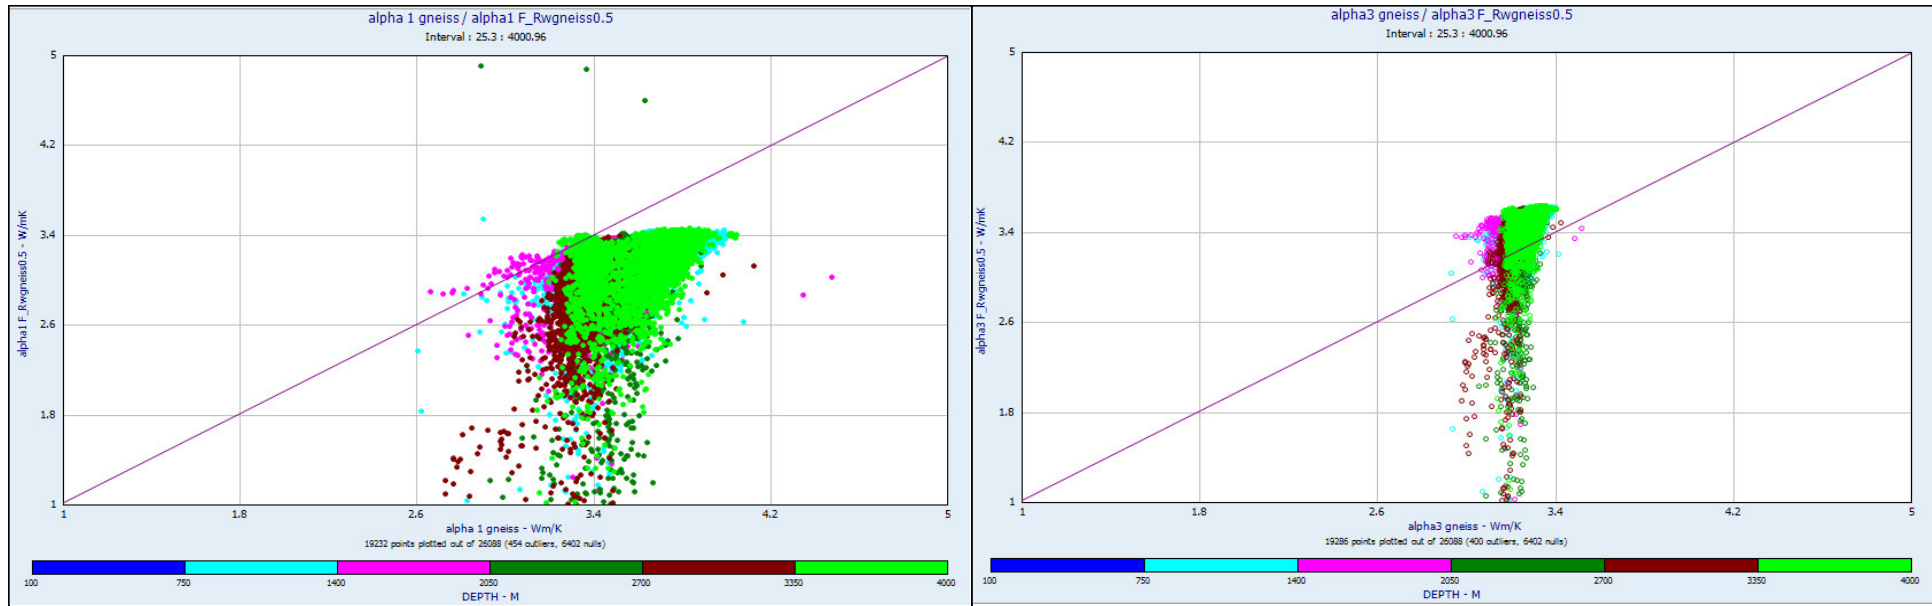 alpha 1 gneiss / alpha1 F_Rwgneiss0.5
Interval : 25.3 : 4000.96
5
4.2
3.4
2.6
1.8
1
alpha1 F_Rwgneiss0.5 - W/mK
1 1.8 2.6 3.4 4.2 5
alpha 1 gneiss - Wm/K
19232 points plotted out of 26088 (454 outliers, 6402 nulls)
100 750 1400 2050 2700 3350 4000
DEPTH - M
alpha3 gneiss / alpha3 F_Rwgneiss0.5
Interval : 25.3 : 4000.96
5
4.2
3.4
2.6
1.8
1
alpha3 F_Rwgneiss0.5 - W/mK
1 1.8 2.6 3.4 4.2 5
alpha3 gneiss - Wm/K
19286 points plotted out of 26088 (400 outliers, 6402 nulls)
100 750 1400 2050 2700 3350 4000
DEPTH - M